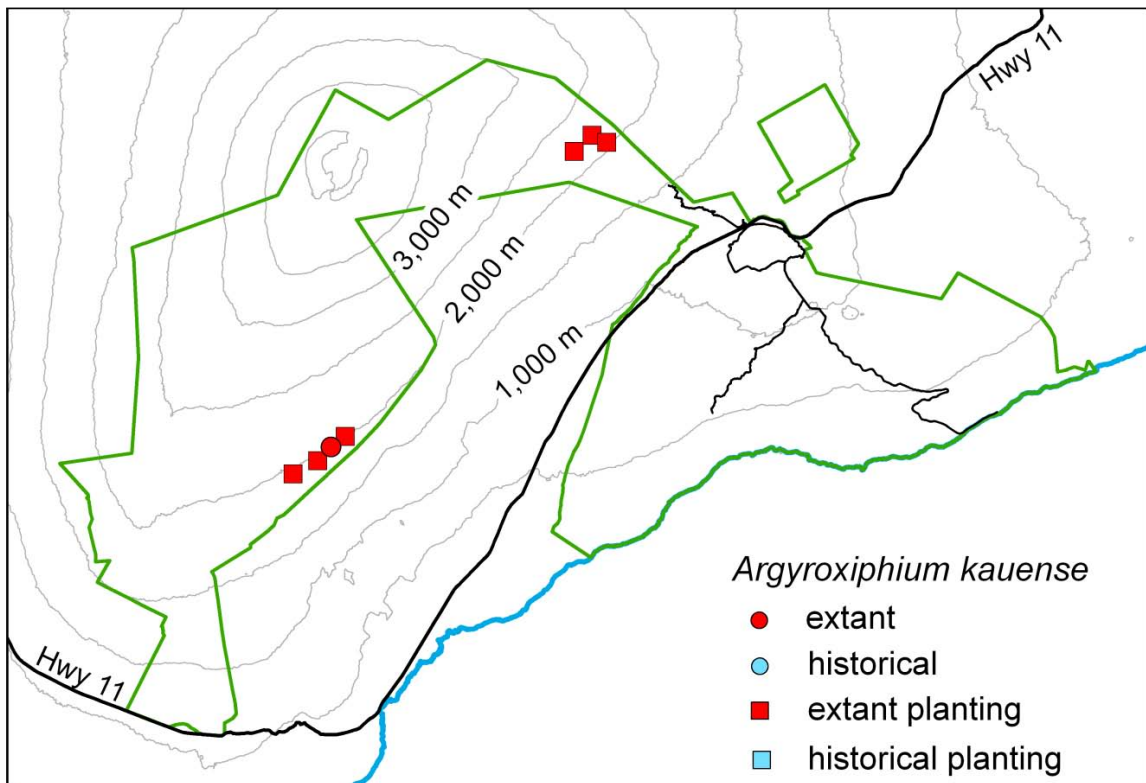 Hwy 11
3,000 m
2,000 m
1,000 m
Hwy 11
Argyroxiphium kauense
extant
historical
extant planting
historical planting